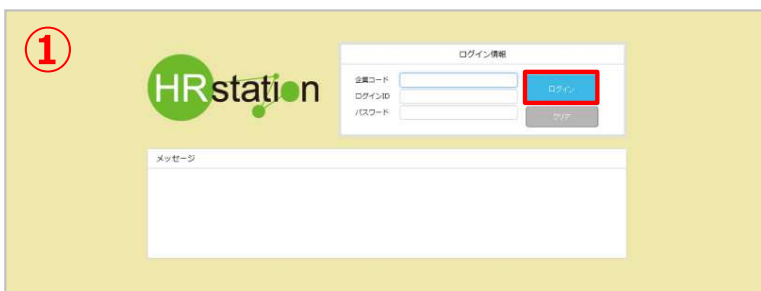 ①
HRstation
ログイン情報
企業コード
ログインID
パスワード
ログイン
クリア
メッセージ